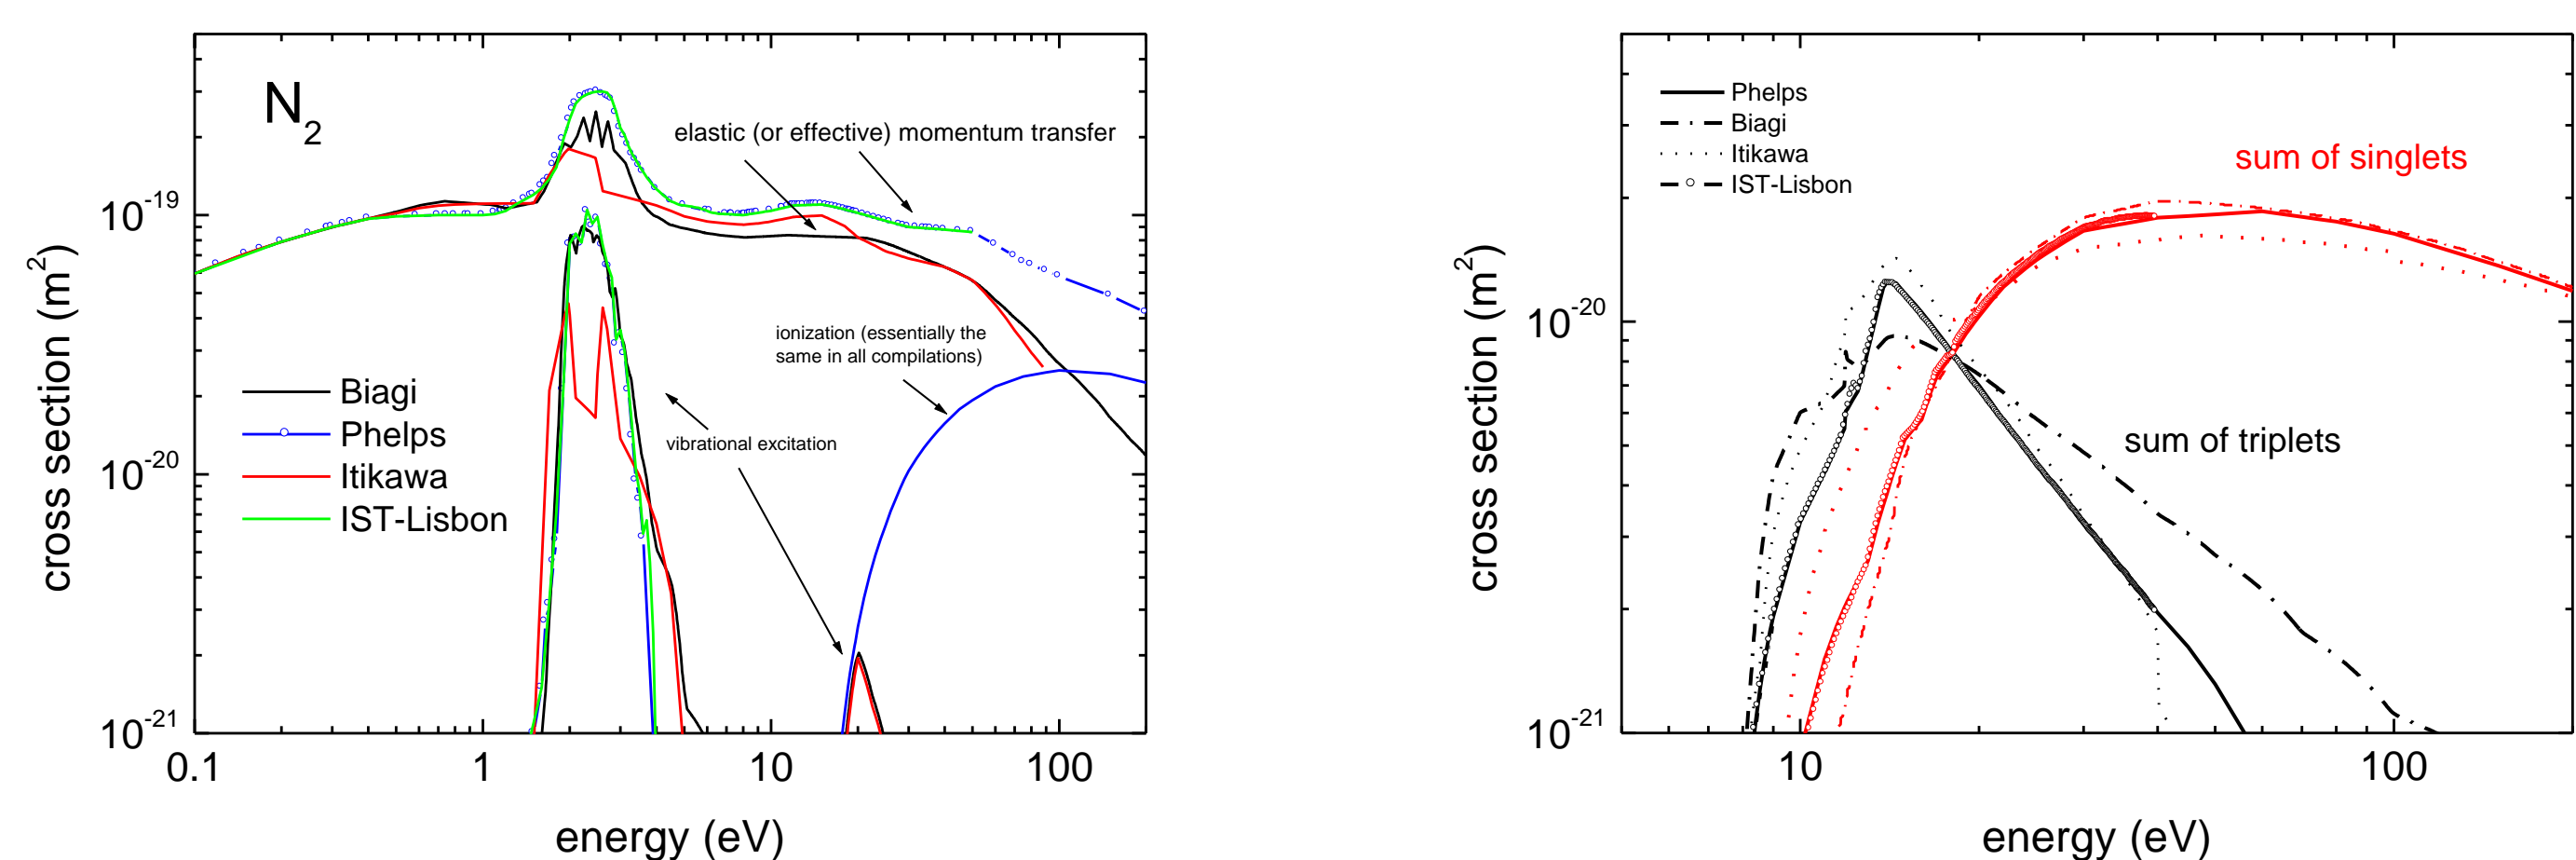 N2
elastic (or effective) momentum transfer
ionization (essentially the
same in all compilations)
vibrational excitation
Biagi
Phelps
Itikawa
IST-Lisbon
cross section (m2)
10-19
10-20
10-21
0.1 1 10 100
energy (eV)
Phelps
Biagi
Itikawa
IST-Lisbon
sum of singlets
sum of triplets
cross section (m2)
10-20
10-21
10 100
energy (eV)